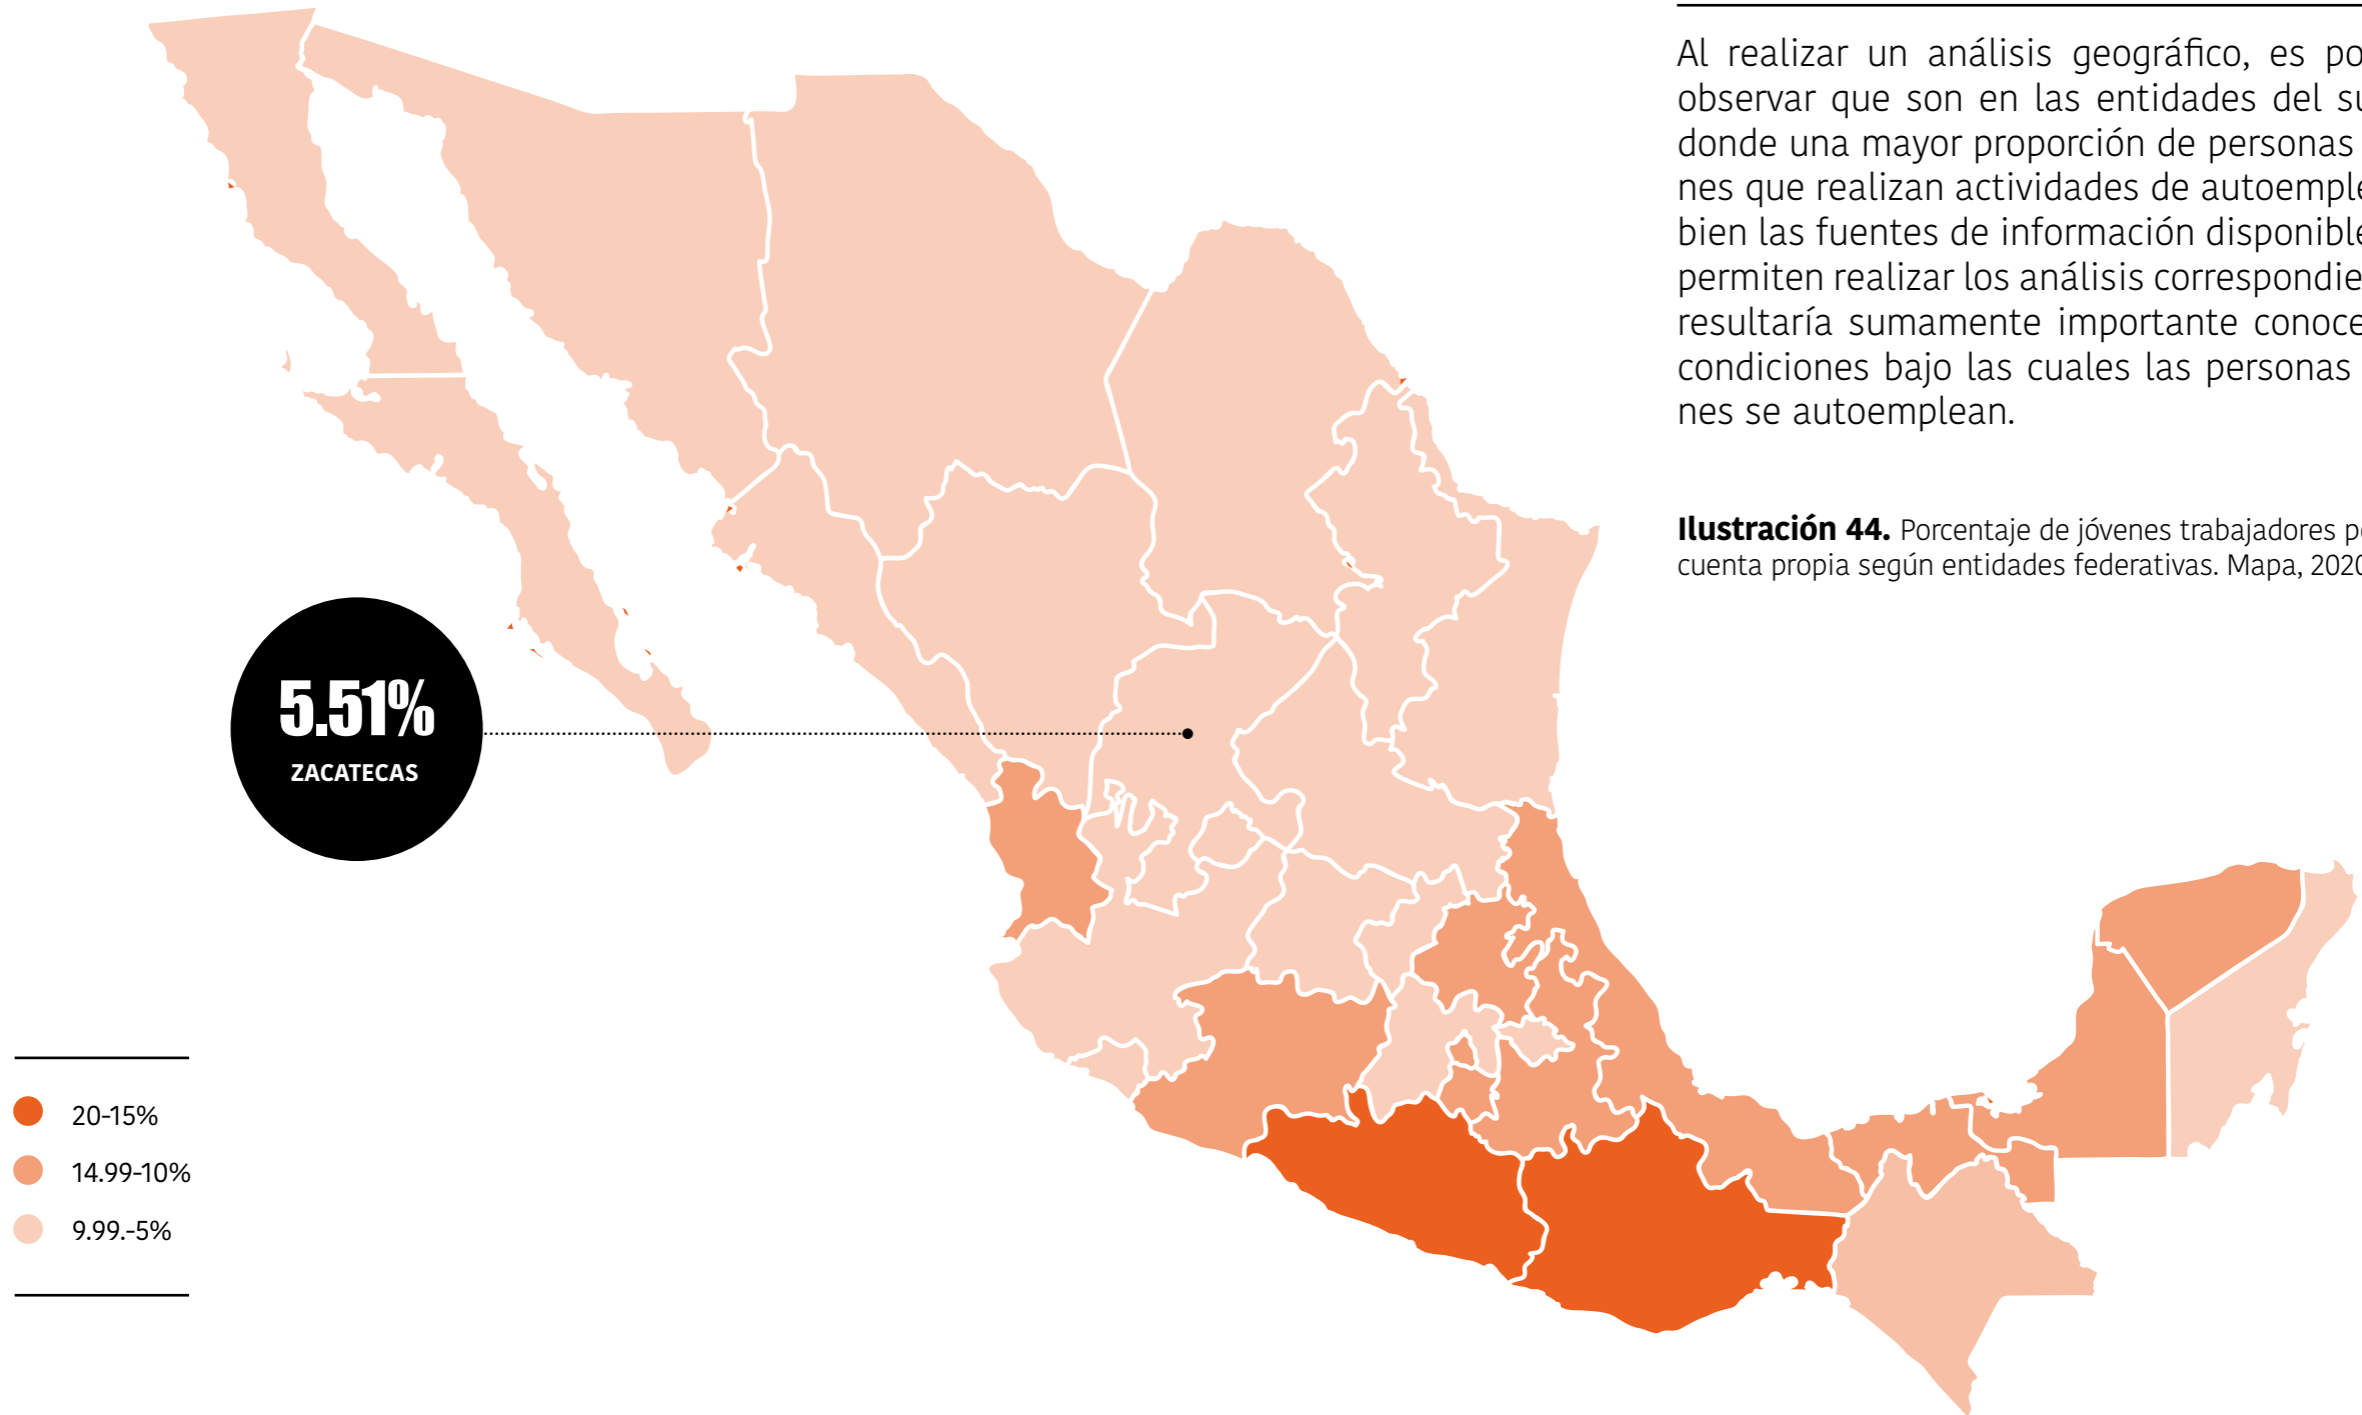 Al realizar un análisis geográfico, es po
observar que son en las entidades del su
donde una mayor proporción de personas
nes que realizan actividades de autoemple
bien las fuentes de información disponible
permiten realizar los análisis correspondie
resultaría sumamente importante conoce
condiciones bajo las cuales las personas
nes se autoemplean.
Ilustración 44. Porcentaje de jóvenes trabajadores po
cuenta propia según entidades federativas. Mapa, 2020
5.51%
ZACATECAS
20-15%
14.99-10%
9.99.-5%